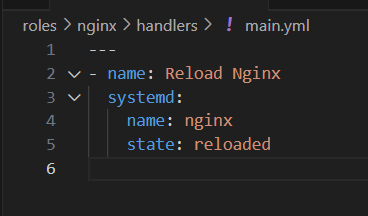 roles > nginx > handlers > ! main.yml
1 ---
2 - name: Reload Nginx
3 systemd:
4 name: nginx
5 state: reloaded
6